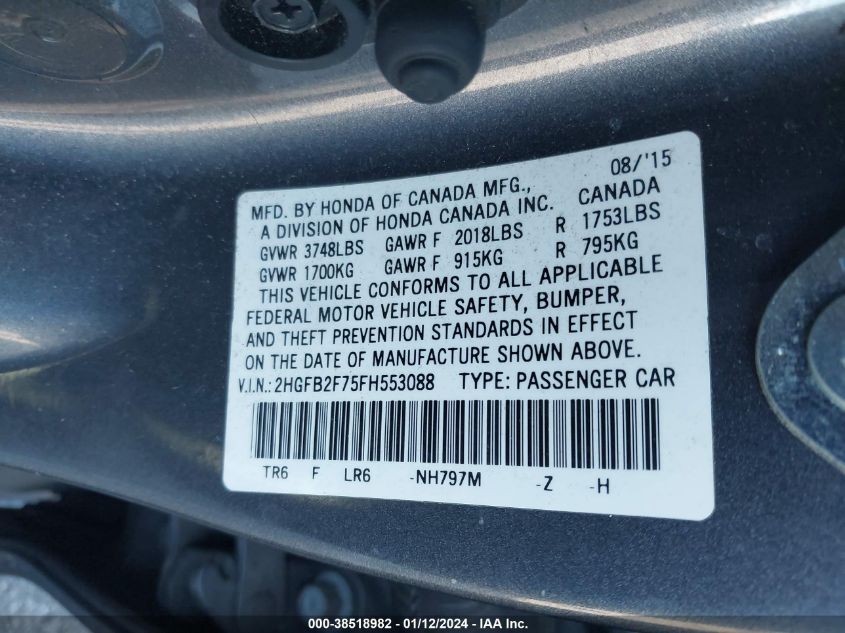 08/'15
MFD. BY HONDA OF CANADA MFG., CANADA
A DIVISION OF HONDA CANADA INC.
GVWR 3748LBS GAWR F 2018LBS R 1753LBS
GVWR 1700KG GAWR F 915KG R 795KG
THIS VEHICLE CONFORMS TO ALL APPLICABLE
FEDERAL MOTOR VEHICLE SAFETY, BUMPER,
AND THEFT PREVENTION STANDARDS IN EFFECT
ON THE DATE OF MANUFACTURE SHOWN ABOVE.
V.I.N.: 2HGFB2F75FH553088 TYPE: PASSENGER CAR
TR6 F LR6 -NH797M -Z -H
000-38518982 - 01/12/2024 - IAAI Inc.